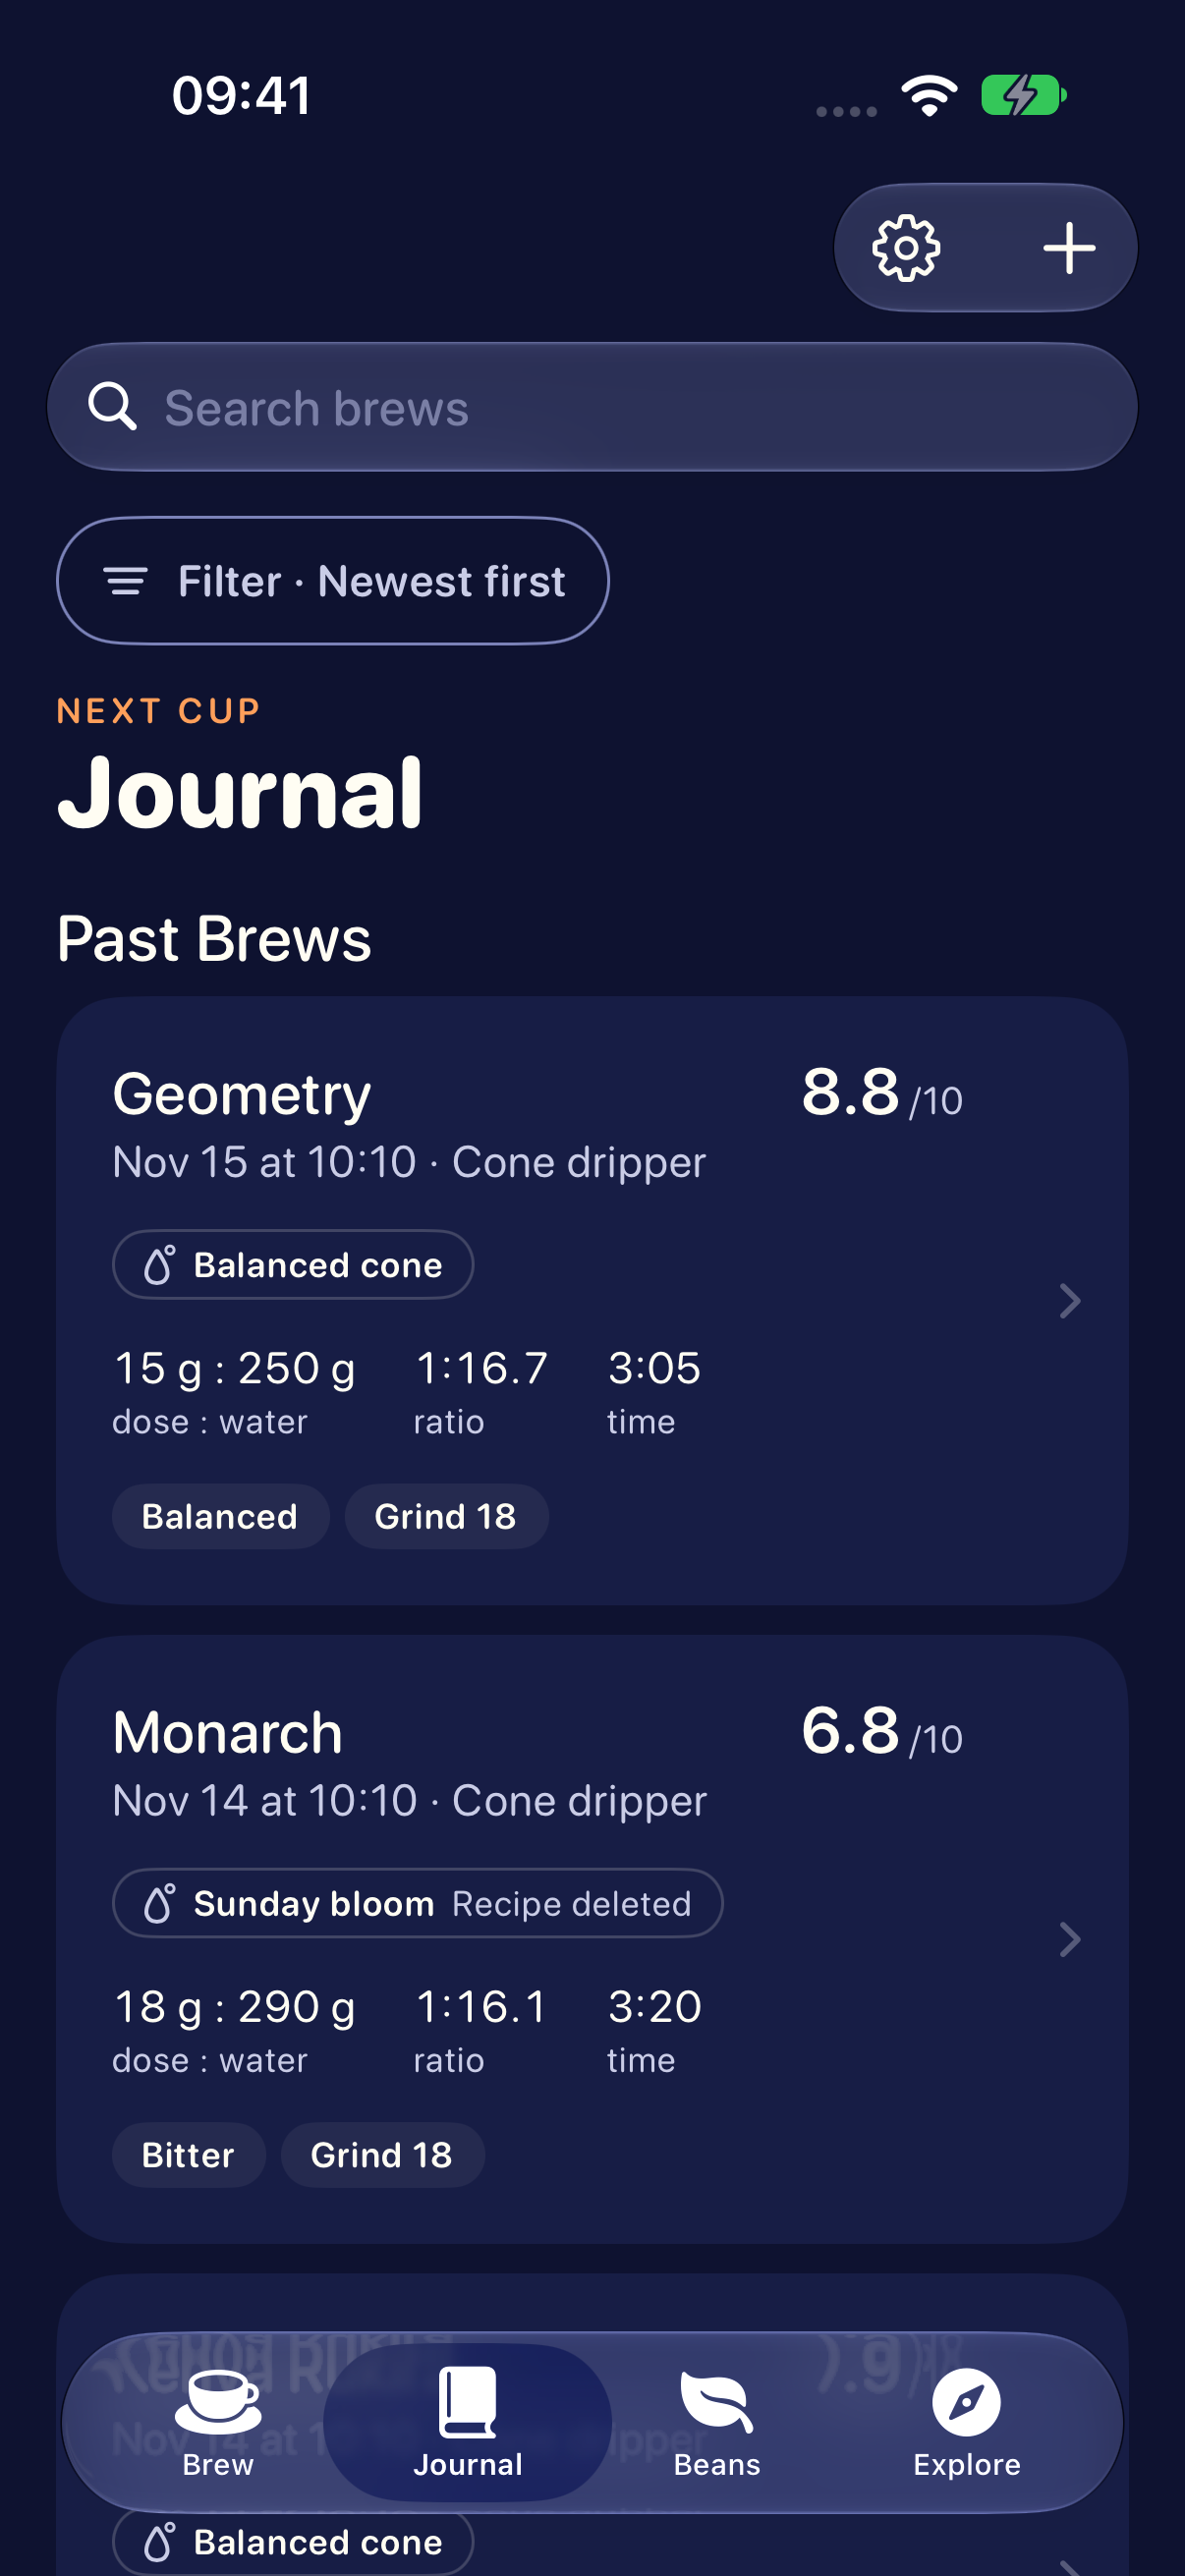 09:41
Search brews
Filter · Newest first
NEXT CUP
Journal
Past Brews
Geometry
8.8 /10
Nov 15 at 10:10 · Cone dripper
Balanced cone
15 g : 250 g 1:16.7 3:05
dose : water ratio time
Balanced Grind 18
Monarch
6.8 /10
Nov 14 at 10:10 · Cone dripper
Sunday bloom Recipe deleted
18 g : 290 g 1:16.1 3:20
dose : water ratio time
Bitter Grind 18
Nov 14 at
Brew Journal Beans Explore
Balanced cone